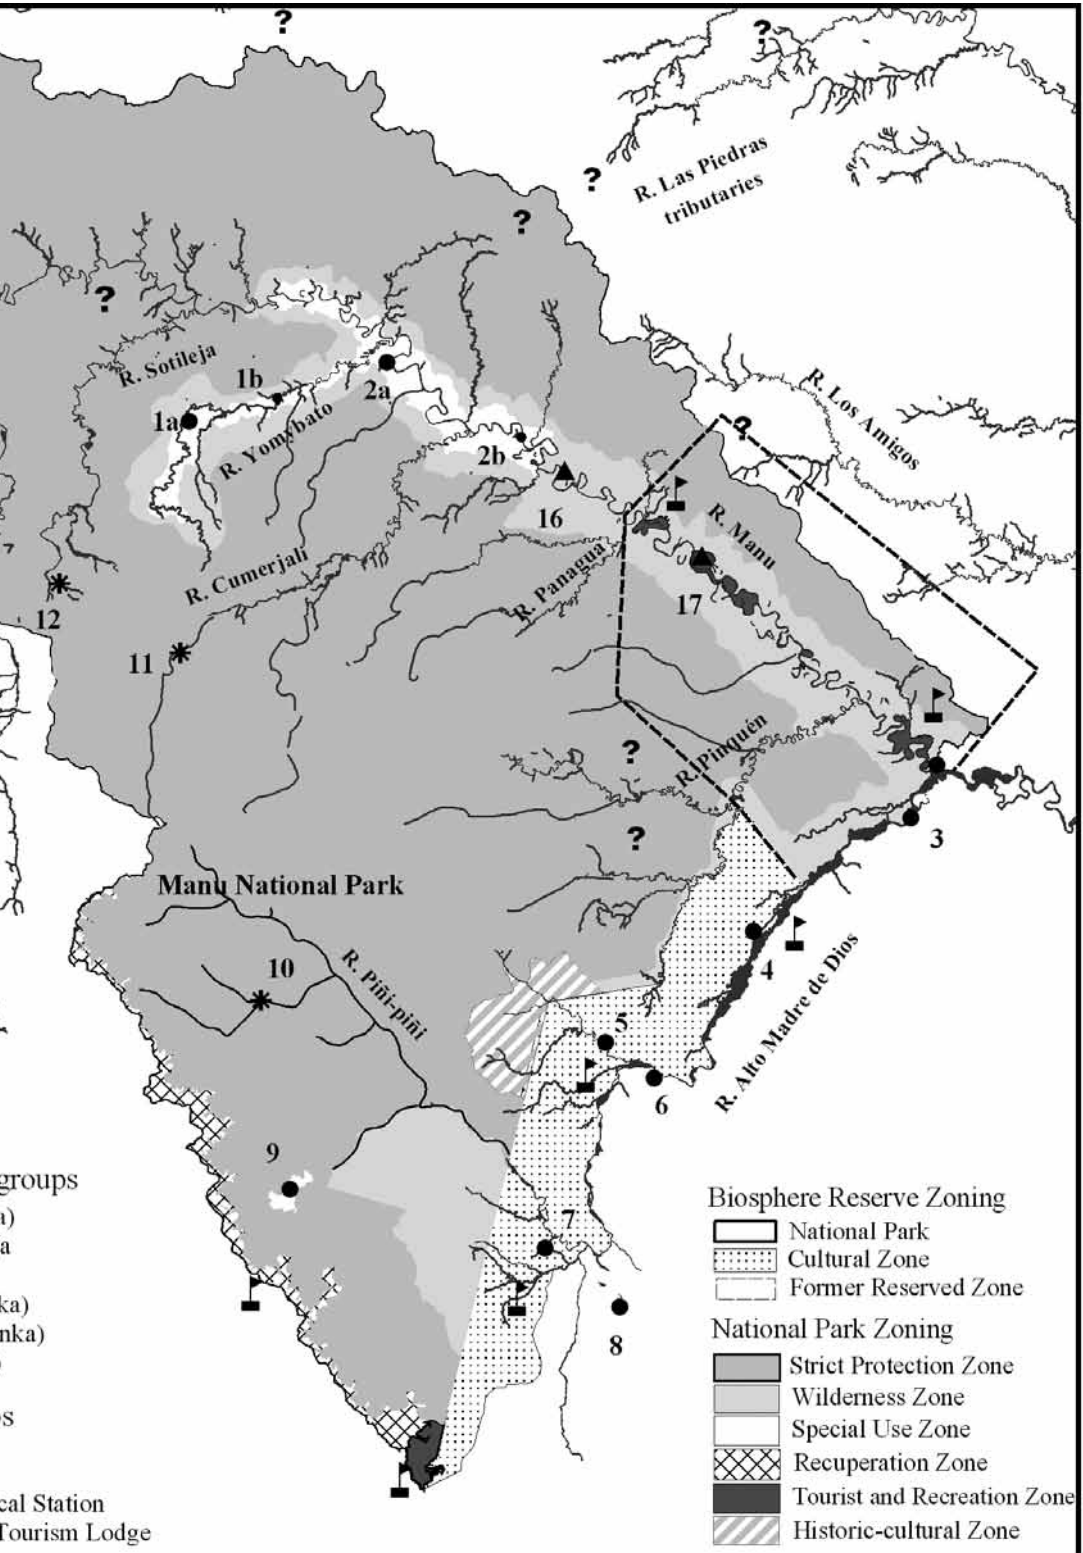 ?
?
R. Las Piedras
tributaries
?
?
?
R. Sotileja
1b
2a
1a
R. Yomybato
R. Los Amigos
?
2b
16
R. Manu
R. Cumerjali
R. Panagua
17
12
11
R. Pinquén
?
?
3
Manu National Park
10
R. Piñi-piñi
4
R. Alto Madre de Dios
5
6
9
7
8
groups
a)
a
ka)
nka)
)
s
cal Station
Tourism Lodge
Biosphere Reserve Zoning
National Park
Cultural Zone
Former Reserved Zone
National Park Zoning
Strict Protection Zone
Wilderness Zone
Special Use Zone
Recuperation Zone
Tourist and Recreation Zone
Historic-cultural Zone